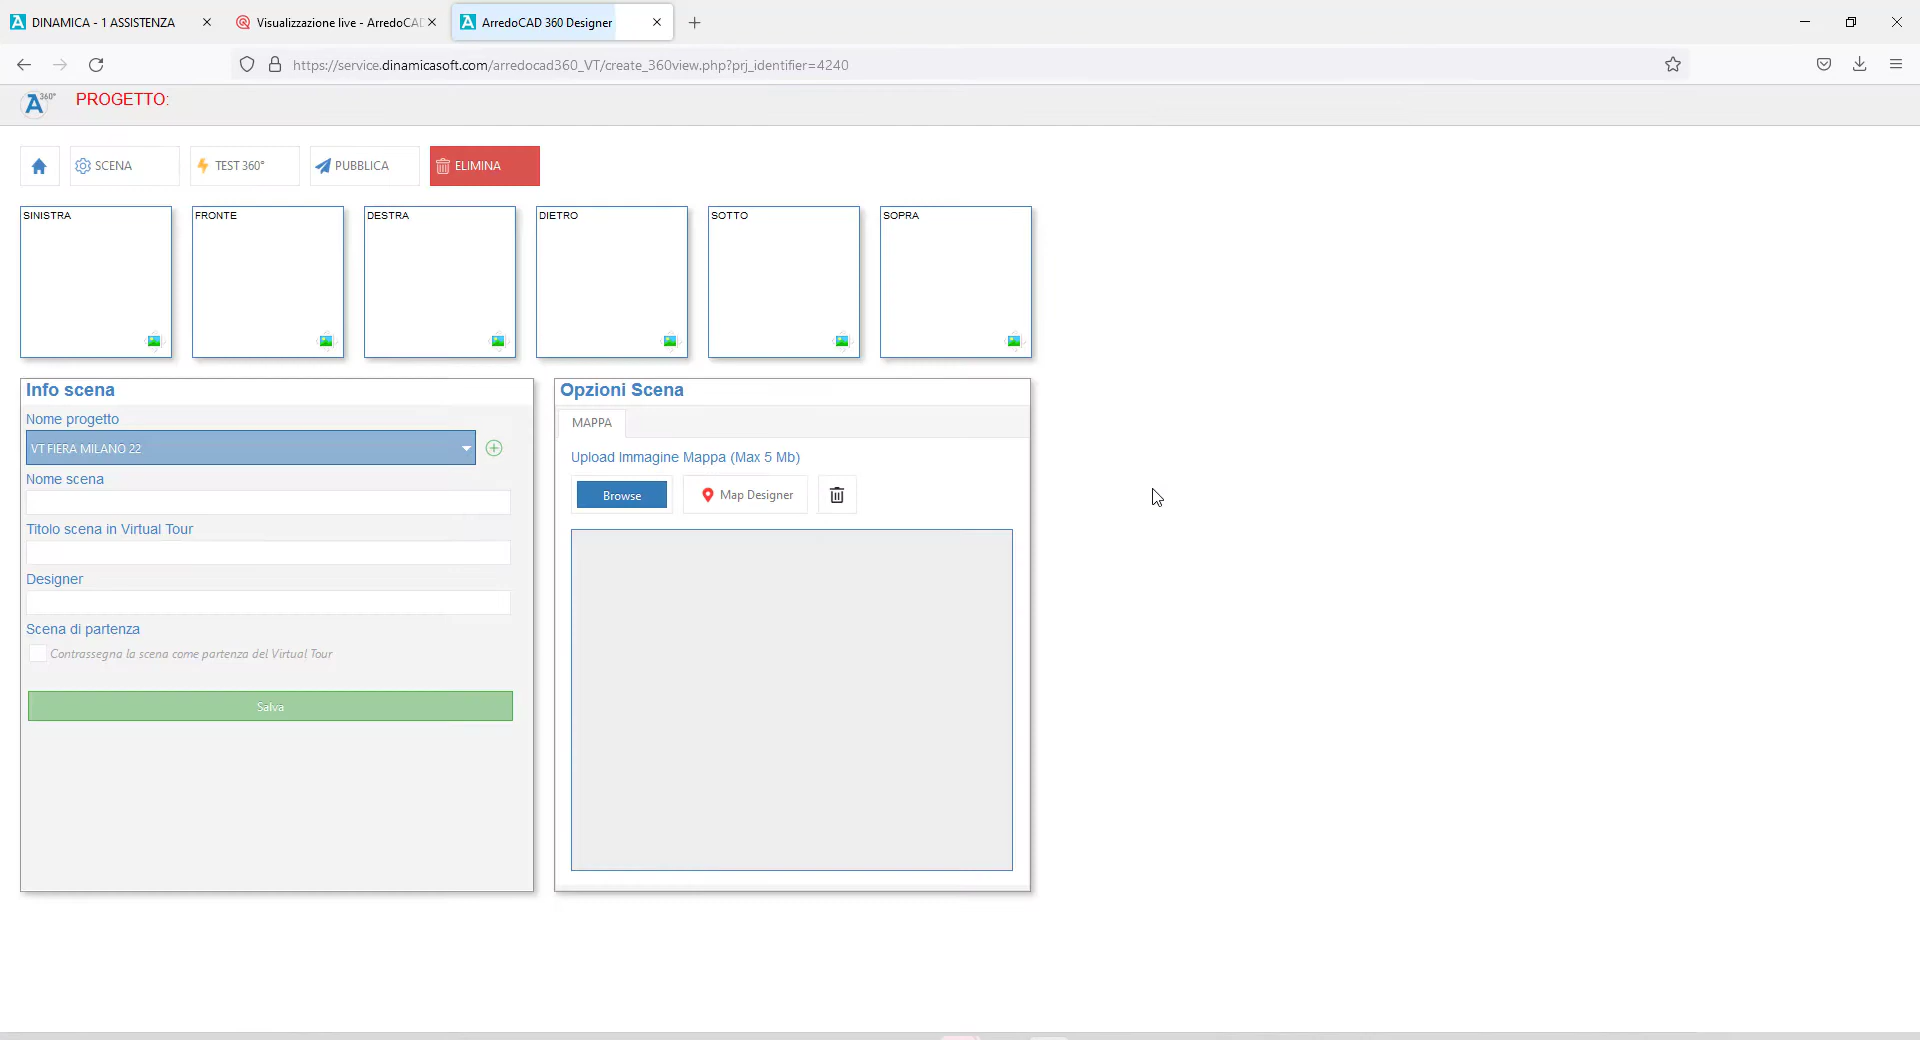 DINAMICA - 1 ASSISTENZA
Visualizzazione live - ArredoCAD
ArredoCAD 360 Designer
https://service.dinamicasoft.com/arredocad360_VT/create_360view.php?prj_identifier=4240
A 360°
PROGETTO:
SCENA
TEST 360°
PUBBLICA
ELIMINA
SINISTRA
FRONTE
DESTRA
DIETRO
SOTTO
SOPRA
Info scena
Nome progetto
VT FIERA MILANO 22
Nome scena
Titolo scena in Virtual Tour
Designer
Scena di partenza
Contrassegna la scena come partenza del Virtual Tour
Salva
Opzioni Scena
MAPPA
Upload Immagine Mappa (Max 5 Mb)
Browse
Map Designer